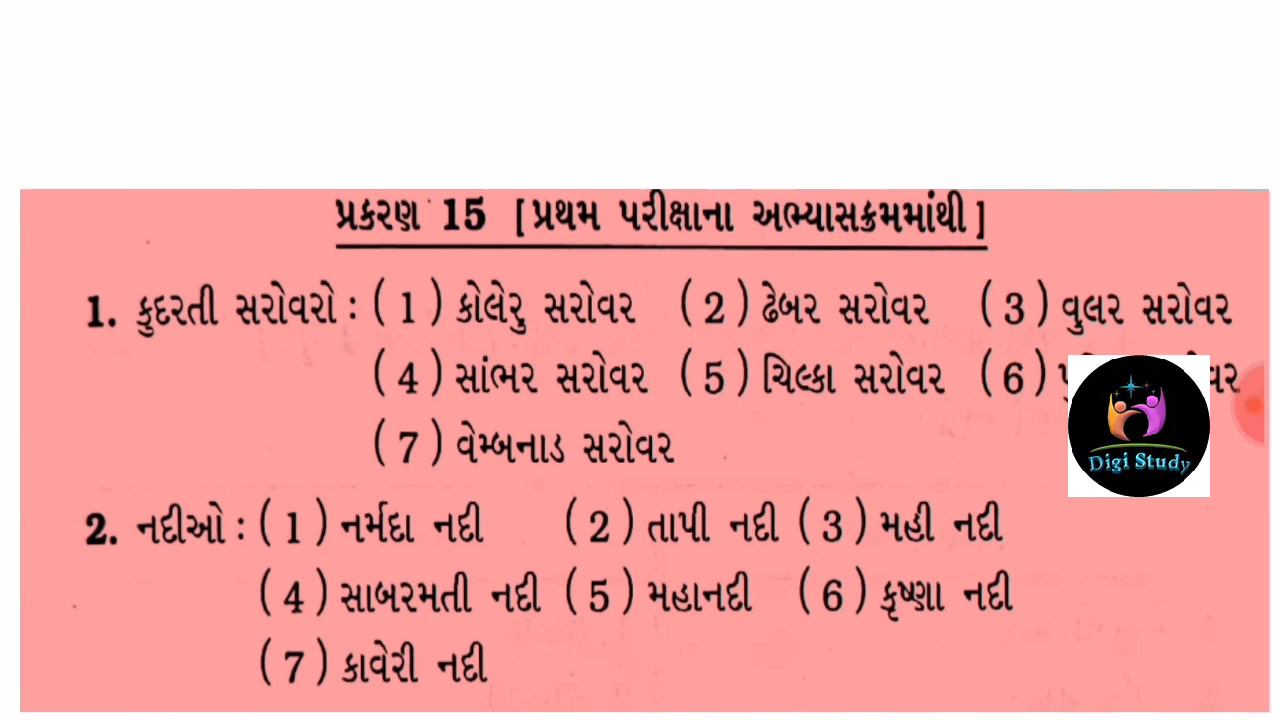 પ્રકરણ 15 [પ્રથમ પરીક્ષાના અભ્યાસક્રમમાંથી]
1. કુદરતી સરોવરો : (1) કોલેરુ સરોવર (2) ઢેબર સરોવર (3) વુલર સરોવર
(4) સાંભર સરોવર (5) ચિલ્કા સરોવર (6)
(7) વેમ્બનાડ સરોવર
Digi Study
2. નદીઓ : (1) નર્મદા નદી (2) તાપી નદી (3) મહી નદી
(4) સાબરમતી નદી (5) મહાનદી (6) કૃષ્ણા નદી
(7) કાવેરી નદી